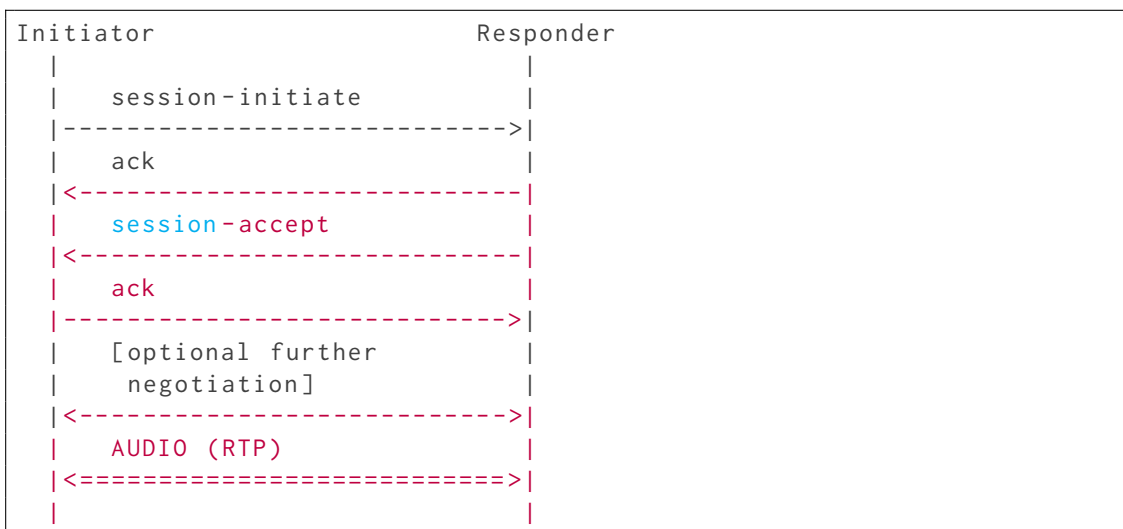 Initiator                    Responder
  |                              |
  |   session-initiate           |
  |---------------------------->|
  |   ack                        |
  |<----------------------------|
  |   session-accept             |
  |<----------------------------|
  |   ack                        |
  |---------------------------->|
  |   [optional further          |
  |    negotiation]              |
  |<--------------------------->|
  |   AUDIO (RTP)                |
  |<===========================>|
  |                              |